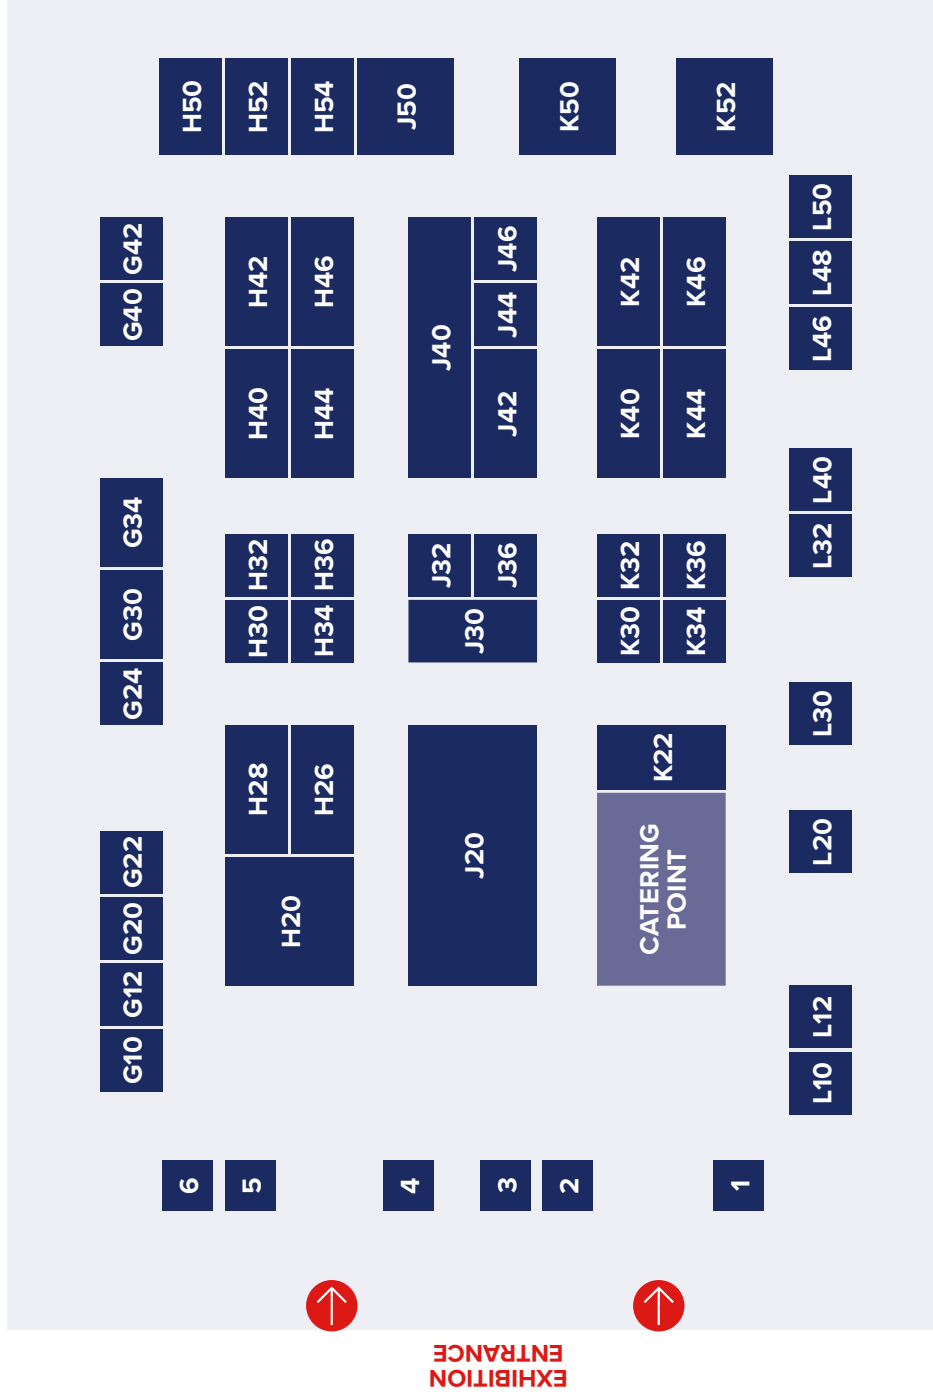 H50
H52
H54
J50
K50
K52
L50
L48
L46
G42
G40
H42
H46
H40
H44
J40
J46
J44
J42
K42
K46
K40
K44
L40
L32
G34
G30
G24
H32
H36
H30
H34
J32
J36
J30
K32
K36
K30
K34
L30
H28
H26
H20
J20
K22
CATERING
POINT
L20
G22
G20
G12
G10
L12
L10
6
5
4
3
2
1
EXHIBITION
ENTRANCE